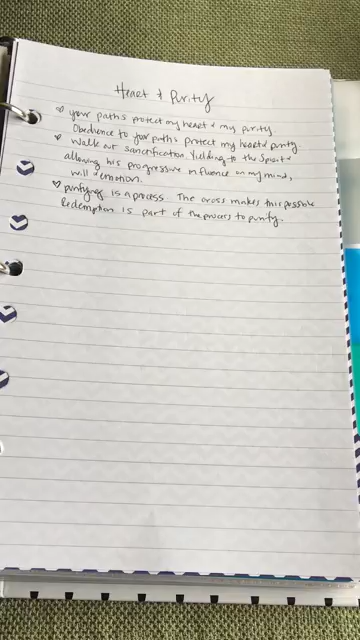 Heart & Purity
♡ your paths protect my heart & my purity
Obedience to your paths protect my heart & purity
♡ Walk out sanctification. Yielding to the Spirit &
allowing his progressive influence on my mind,
will & emotion.
♡ purifying is a process. The cross makes this possible
Redemption is part of the process to purify.